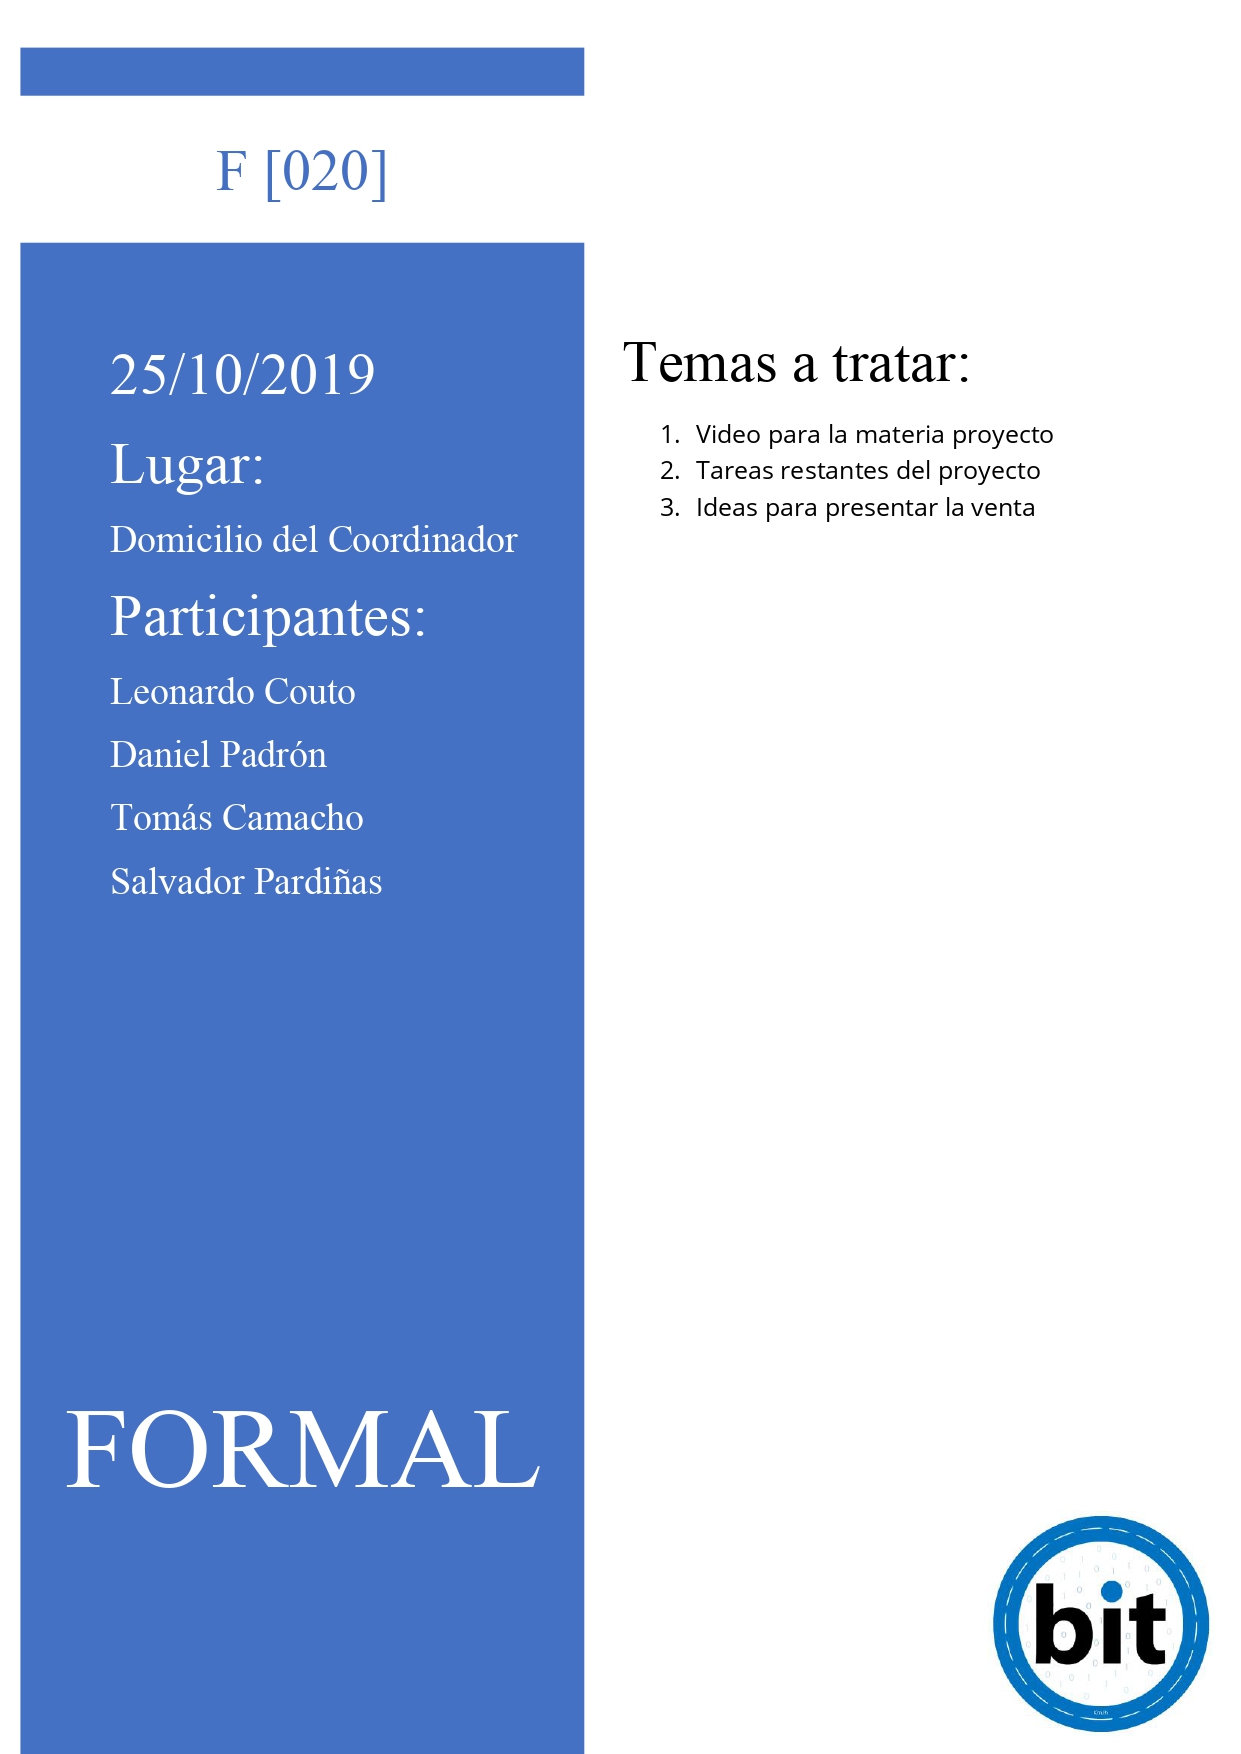 F [020]
25/10/2019
Lugar:
Domicilio del Coordinador
Participantes:
Leonardo Couto
Daniel Padrón
Tomás Camacho
Salvador Pardiñas
FORMAL
Temas a tratar:
1. Video para la materia proyecto
2. Tareas restantes del proyecto
3. Ideas para presentar la venta
bit